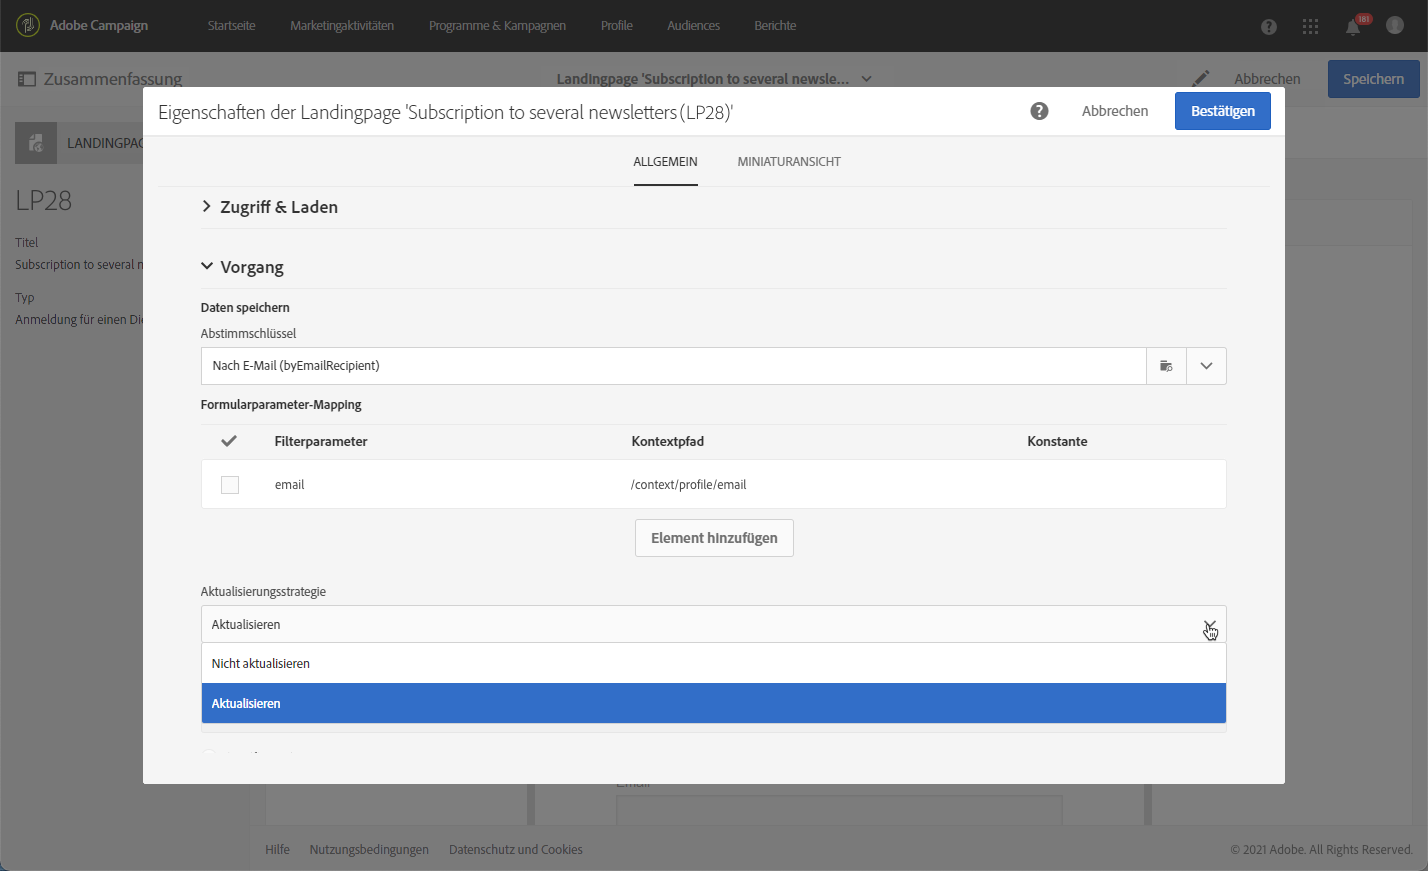 Adobe Campaign
Startseite
Marketingaktivitäten
Programme & Kampagnen
Profile
Audiences
Berichte
181
Zusammenfassung
Landingpage 'Subscription to several newsle...
Abbrechen
Speichern
Eigenschaften der Landingpage 'Subscription to several newsletters (LP28)'
Abbrechen
Bestätigen
LANDINGPAG
LP28
Titel
Subscription to several n
Typ
Anmeldung für einen Die
ALLGEMEIN
MINIATURANSICHT
Zugriff & Laden
Vorgang
Daten speichern
Abstimmschlüssel
Nach E-Mail (byEmailRecipient)
Formularparameter-Mapping
Filterparameter
Kontextpfad
Konstante
email
/context/profile/email
Element hinzufügen
Aktualisierungsstrategie
Aktualisieren
Nicht aktualisieren
Aktualisieren
Email
Hilfe
Nutzungsbedingungen
Datenschutz und Cookies
© 2021 Adobe. All Rights Reserved.